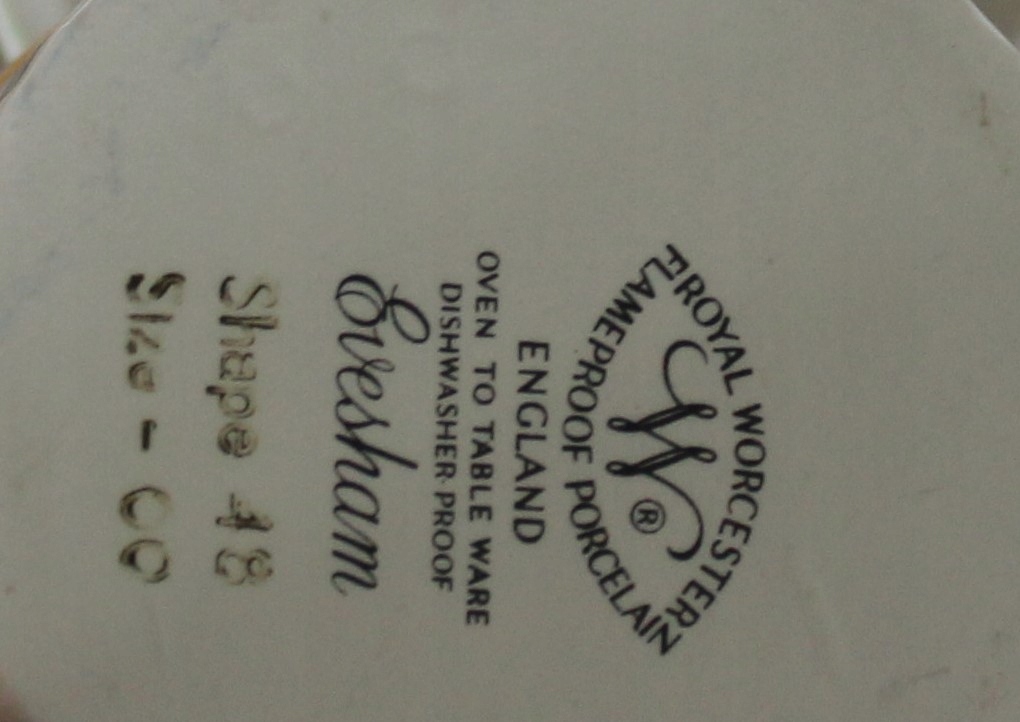 ROYAL WORCESTER
W ®
FLAMEPROOF PORCELAIN
ENGLAND
OVEN TO TABLE WARE
DISHWASHER PROOF
Evesham
Shape 48
Size - 00